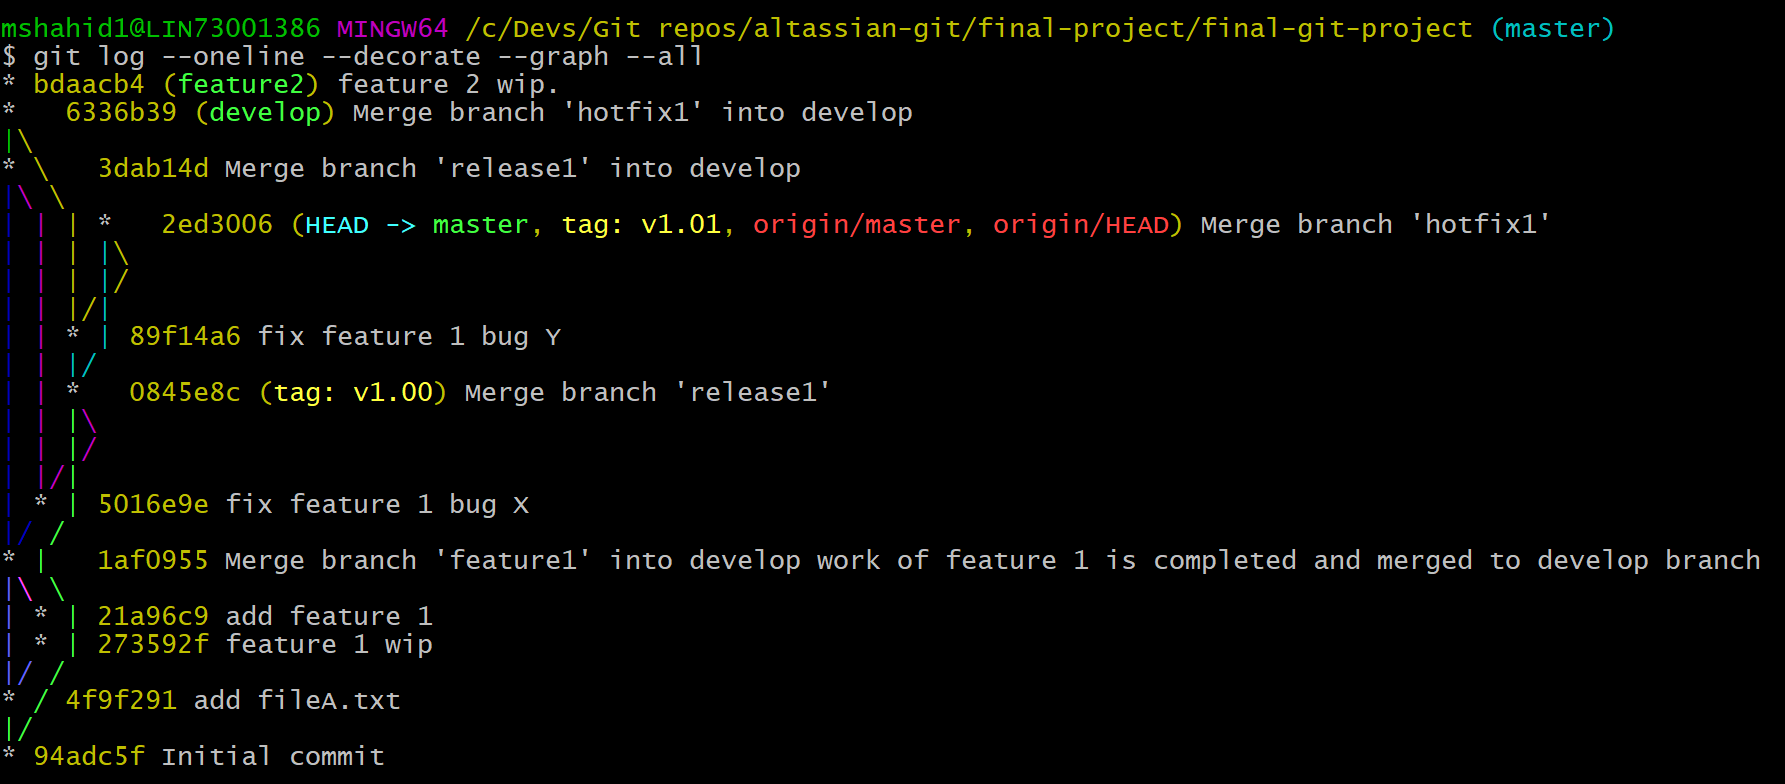 mshahid1@LIN73001386 MINGW64 /c/Devs/Git repos/altassian-git/final-project/final-git-project (master)
$ git log --oneline --decorate --graph --all
* bdaacb4 (feature2) feature 2 wip.
*   6336b39 (develop) Merge branch 'hotfix1' into develop
|\
* \   3dab14d Merge branch 'release1' into develop
|\ \
| | | *   2ed3006 (HEAD -> master, tag: v1.01, origin/master, origin/HEAD) Merge branch 'hotfix1'
| | | |\
| | | |/
| | |/|
| | * | 89f14a6 fix feature 1 bug Y
| | |/
| | *   0845e8c (tag: v1.00) Merge branch 'release1'
| | |\
| | |/
| |/|
| * | 5016e9e fix feature 1 bug X
|/ /
* |   1af0955 Merge branch 'feature1' into develop work of feature 1 is completed and merged to develop branch
|\ \
| * | 21a96c9 add feature 1
| * | 273592f feature 1 wip
|/ /
* / 4f9f291 add fileA.txt
|/
* 94adc5f Initial commit